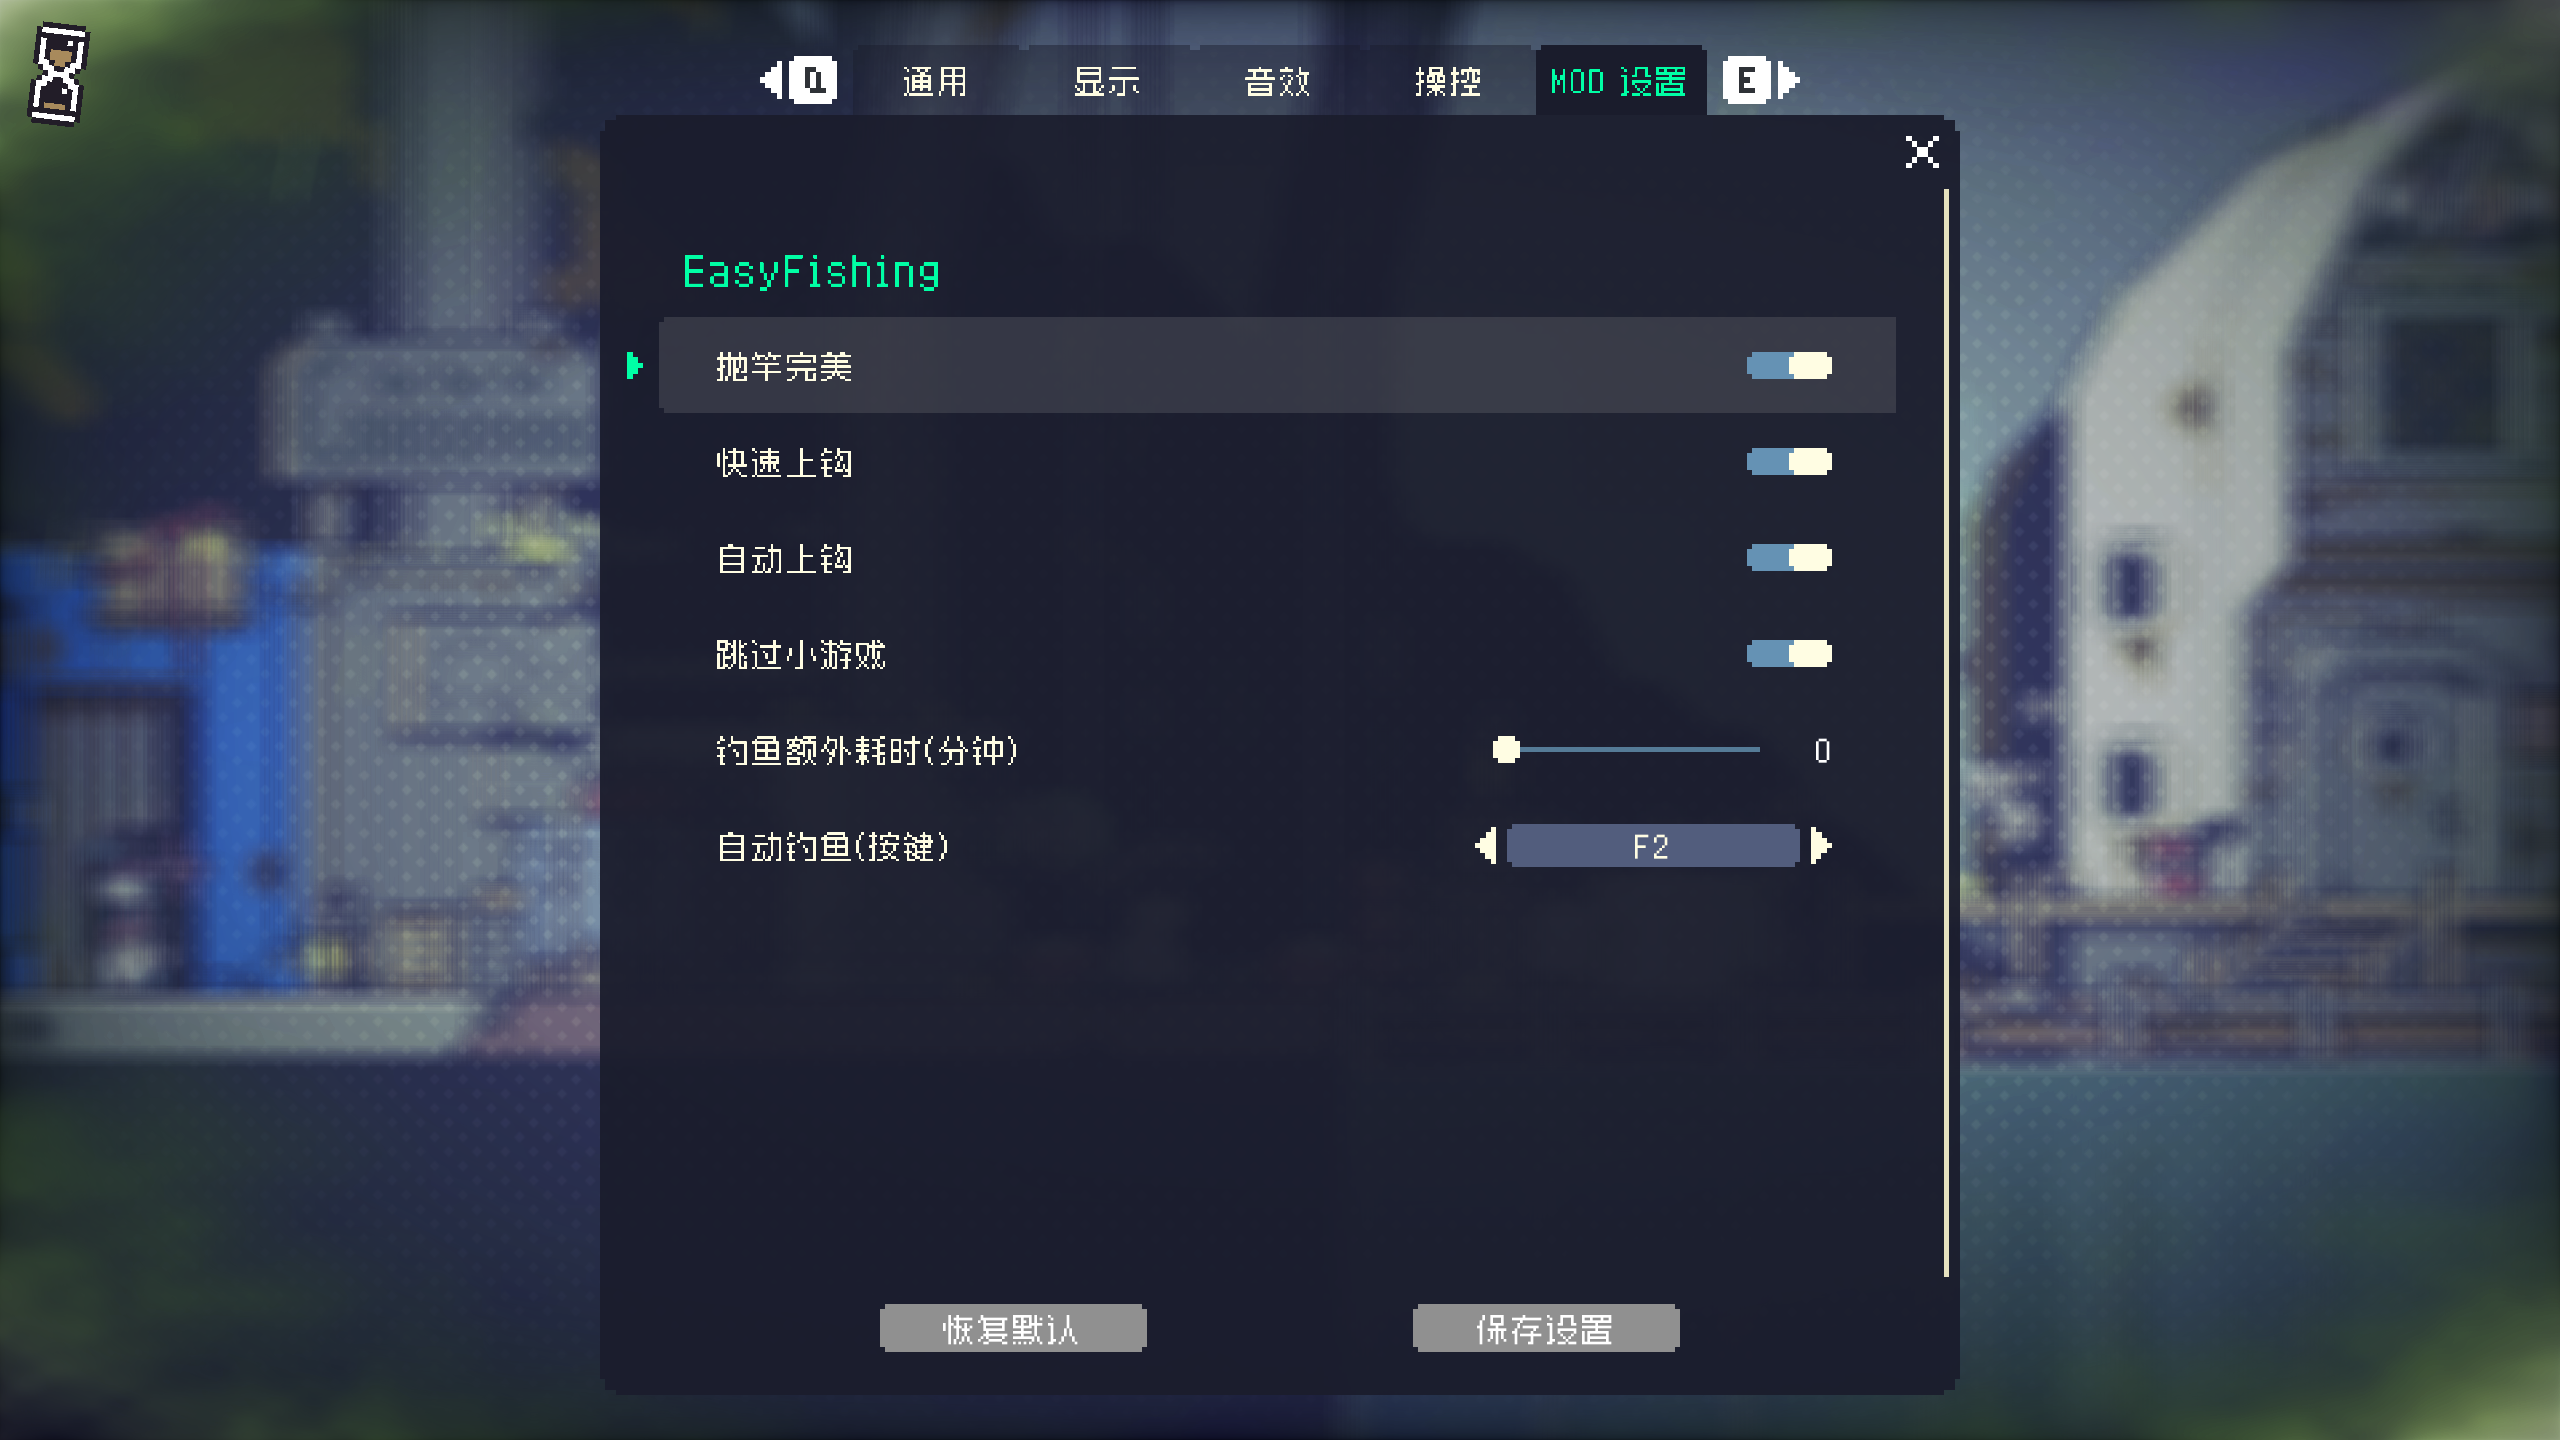 Q 通用 显示 音效 操控 MOD 设置 E
EasyFishing
抛竿完美
快速上钩
自动上钩
跳过小游戏
钓鱼额外耗时(分钟) 0
自动钓鱼(按键) F2
恢复默认 保存设置